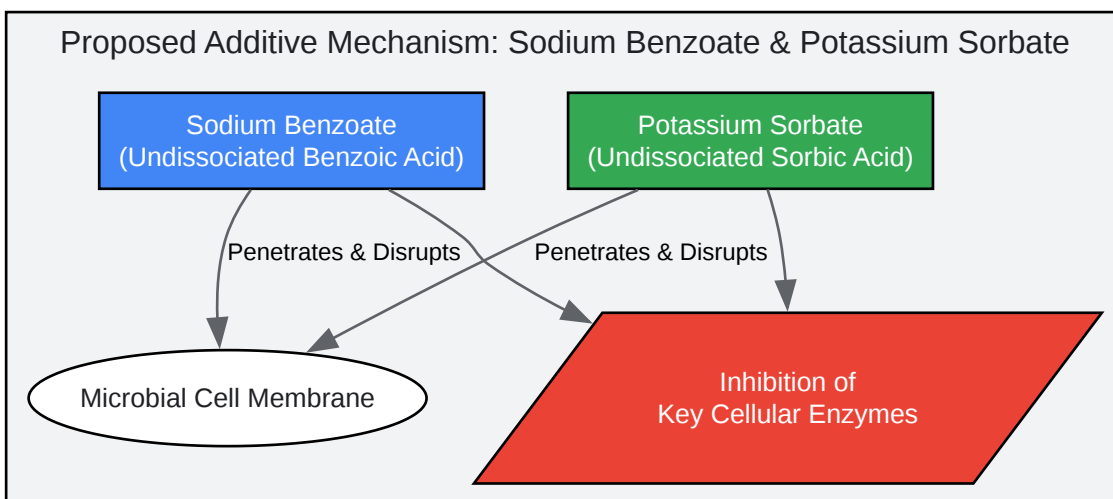 Proposed Additive Mechanism: Sodium Benzoate & Potassium Sorbate
Sodium Benzoate
(Undissociated Benzoic Acid)
Potassium Sorbate
(Undissociated Sorbic Acid)
Penetrates & Disrupts
Penetrates & Disrupts
Microbial Cell Membrane
Inhibition of
Key Cellular Enzymes